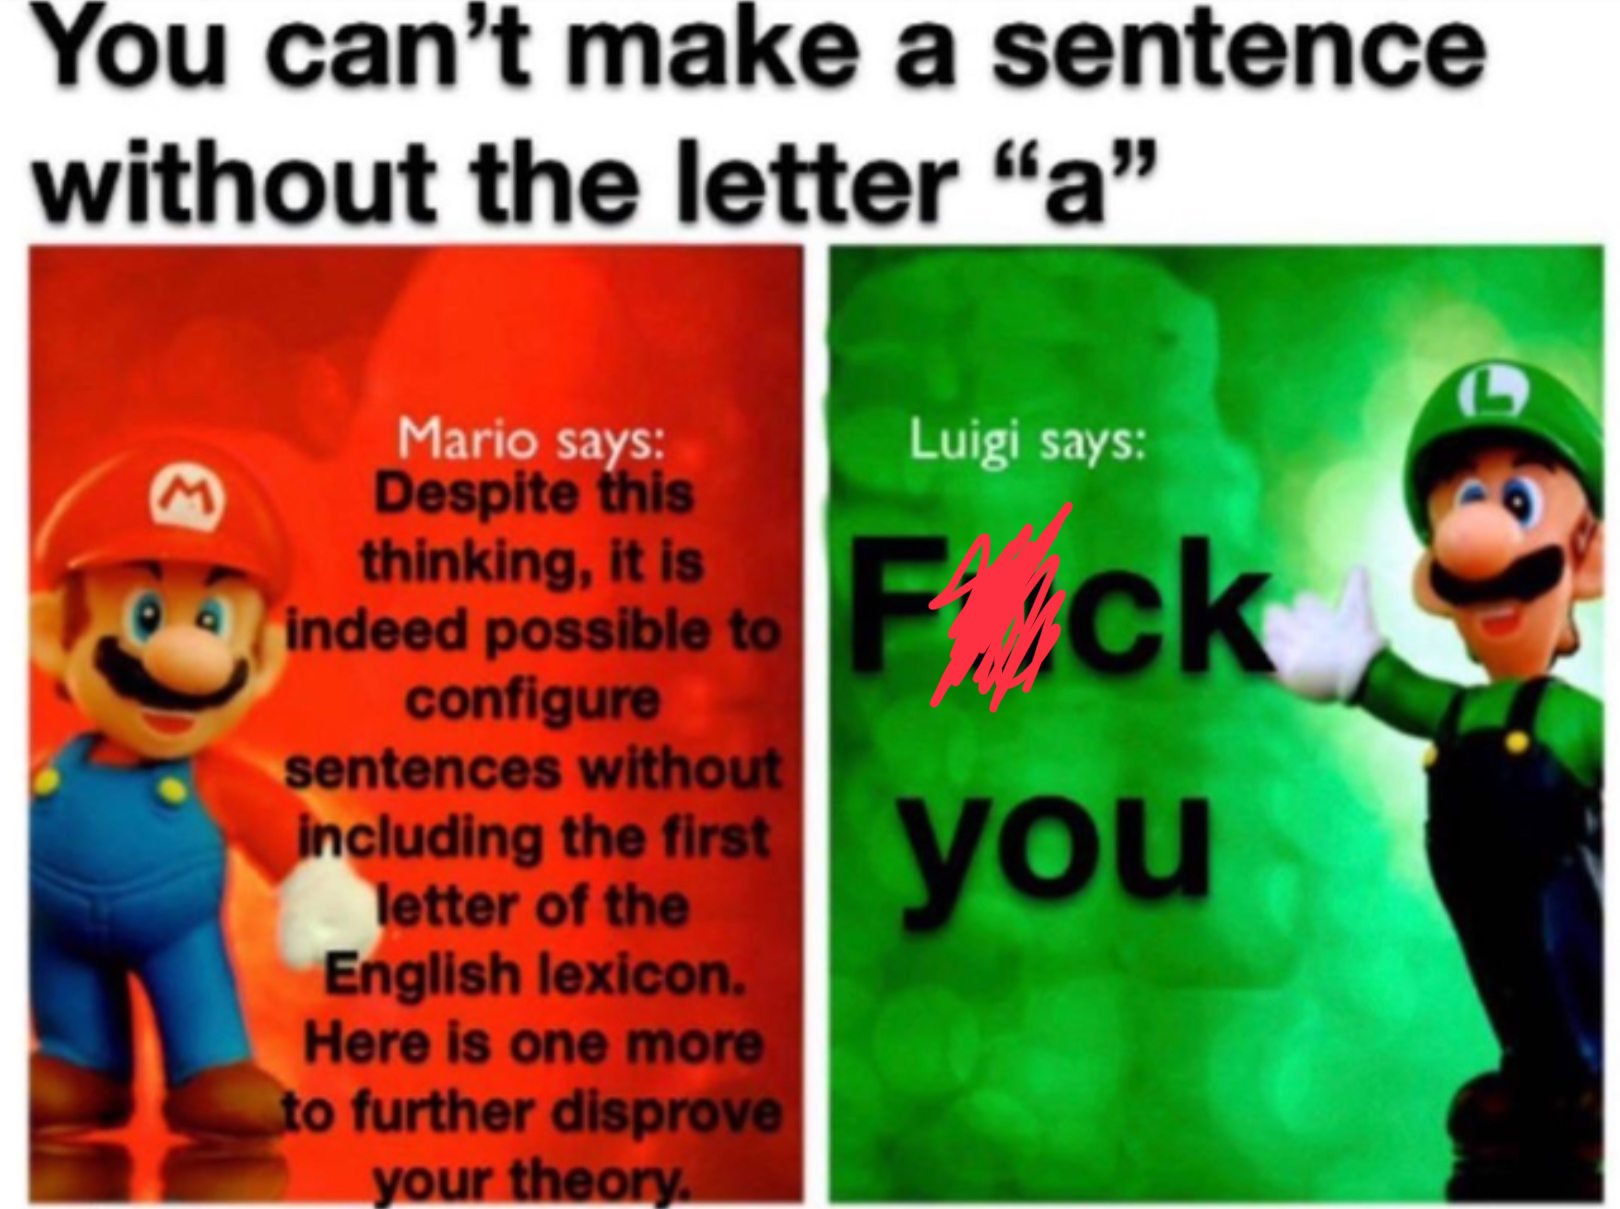 You can’t make a sentence
without the letter “a”
M
Mario says:
Despite this
thinking, it is
indeed possible to
configure
sentences without
including the first
letter of the
English lexicon.
Here is one more
to further disprove
your theory.
L
Luigi says:
F ck
you